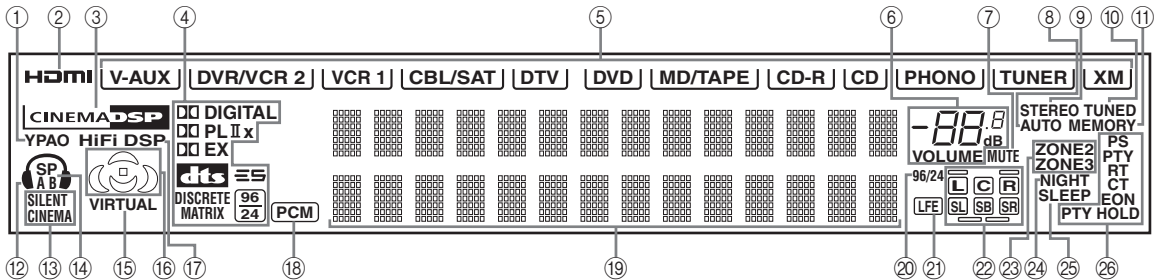 ① ② ③ ④ ⑤ ⑥ ⑦ ⑧ ⑨ ⑩ ⑪
HDMI V-AUX DVR/VCR 2 VCR 1 CBL/SAT DTV DVD MD/TAPE CD-R CD PHONO TUNER XM
CINEMA DSP
YPAO HiFi DSP
DIGITAL
PLⅡx
EX
dts ES
DISCRETE
MATRIX
96
24
PCM
SP
A B
SILENT
CINEMA
VIRTUAL
-88.8
dB
VOLUME MUTE
STEREO TUNED
AUTO MEMORY
96/24
LFE
L C R
SL SB SR
ZONE2
ZONE3
NIGHT
SLEEP
PS
PTY
RT
CT
EON
PTY HOLD
⑫ ⑬ ⑭ ⑮ ⑯ ⑰ ⑱ ⑲ ⑳ ㉑ ㉒ ㉓ ㉔ ㉕ ㉖